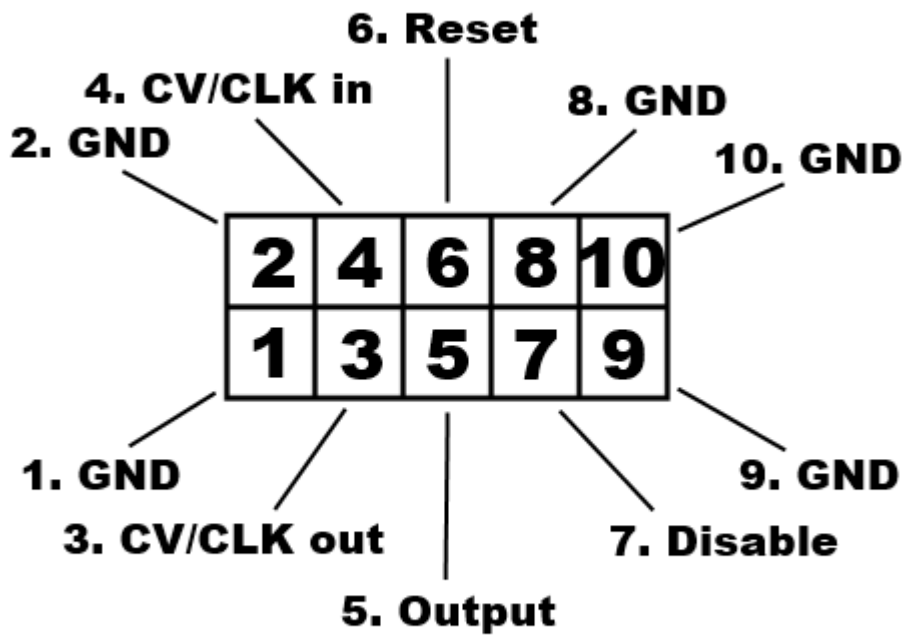 6. Reset
4. CV/CLK in
8. GND
2. GND
10. GND
2 4 6 8 10
1 3 5 7 9
1. GND
9. GND
3. CV/CLK out
7. Disable
5. Output